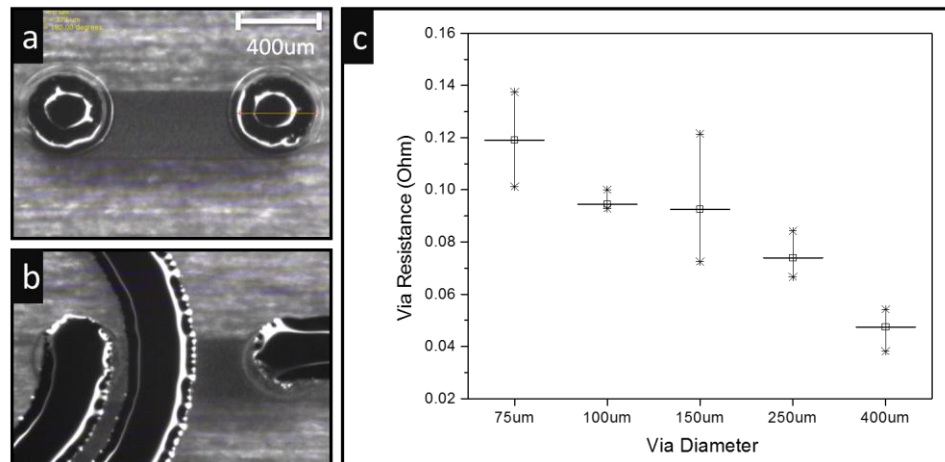 a
400um
b
c
0.16
0.14
0.12
0.10
0.08
0.06
0.04
0.02
Via Resistance (Ohm)
75um
100um
150um
250um
400um
Via Diameter